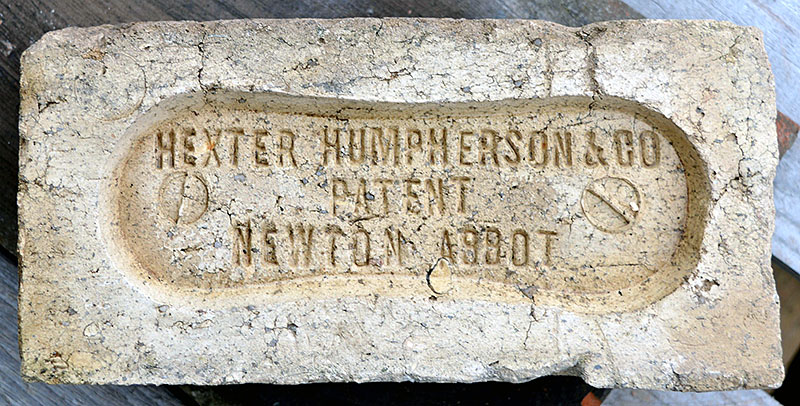 HEXTER HUMPHERSON & CO
PATENT
NEWTON ABBOT